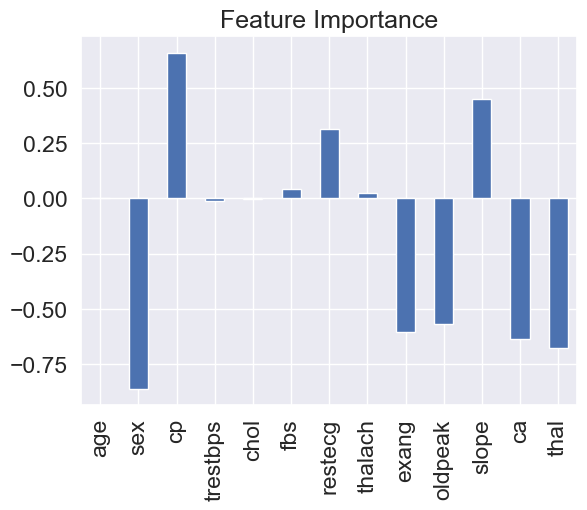 Feature Importance
0.50
0.25
0.00
−0.25
−0.50
−0.75
age
sex
cp
trestbps
chol
fbs
restecg
thalach
exang
oldpeak
slope
ca
thal